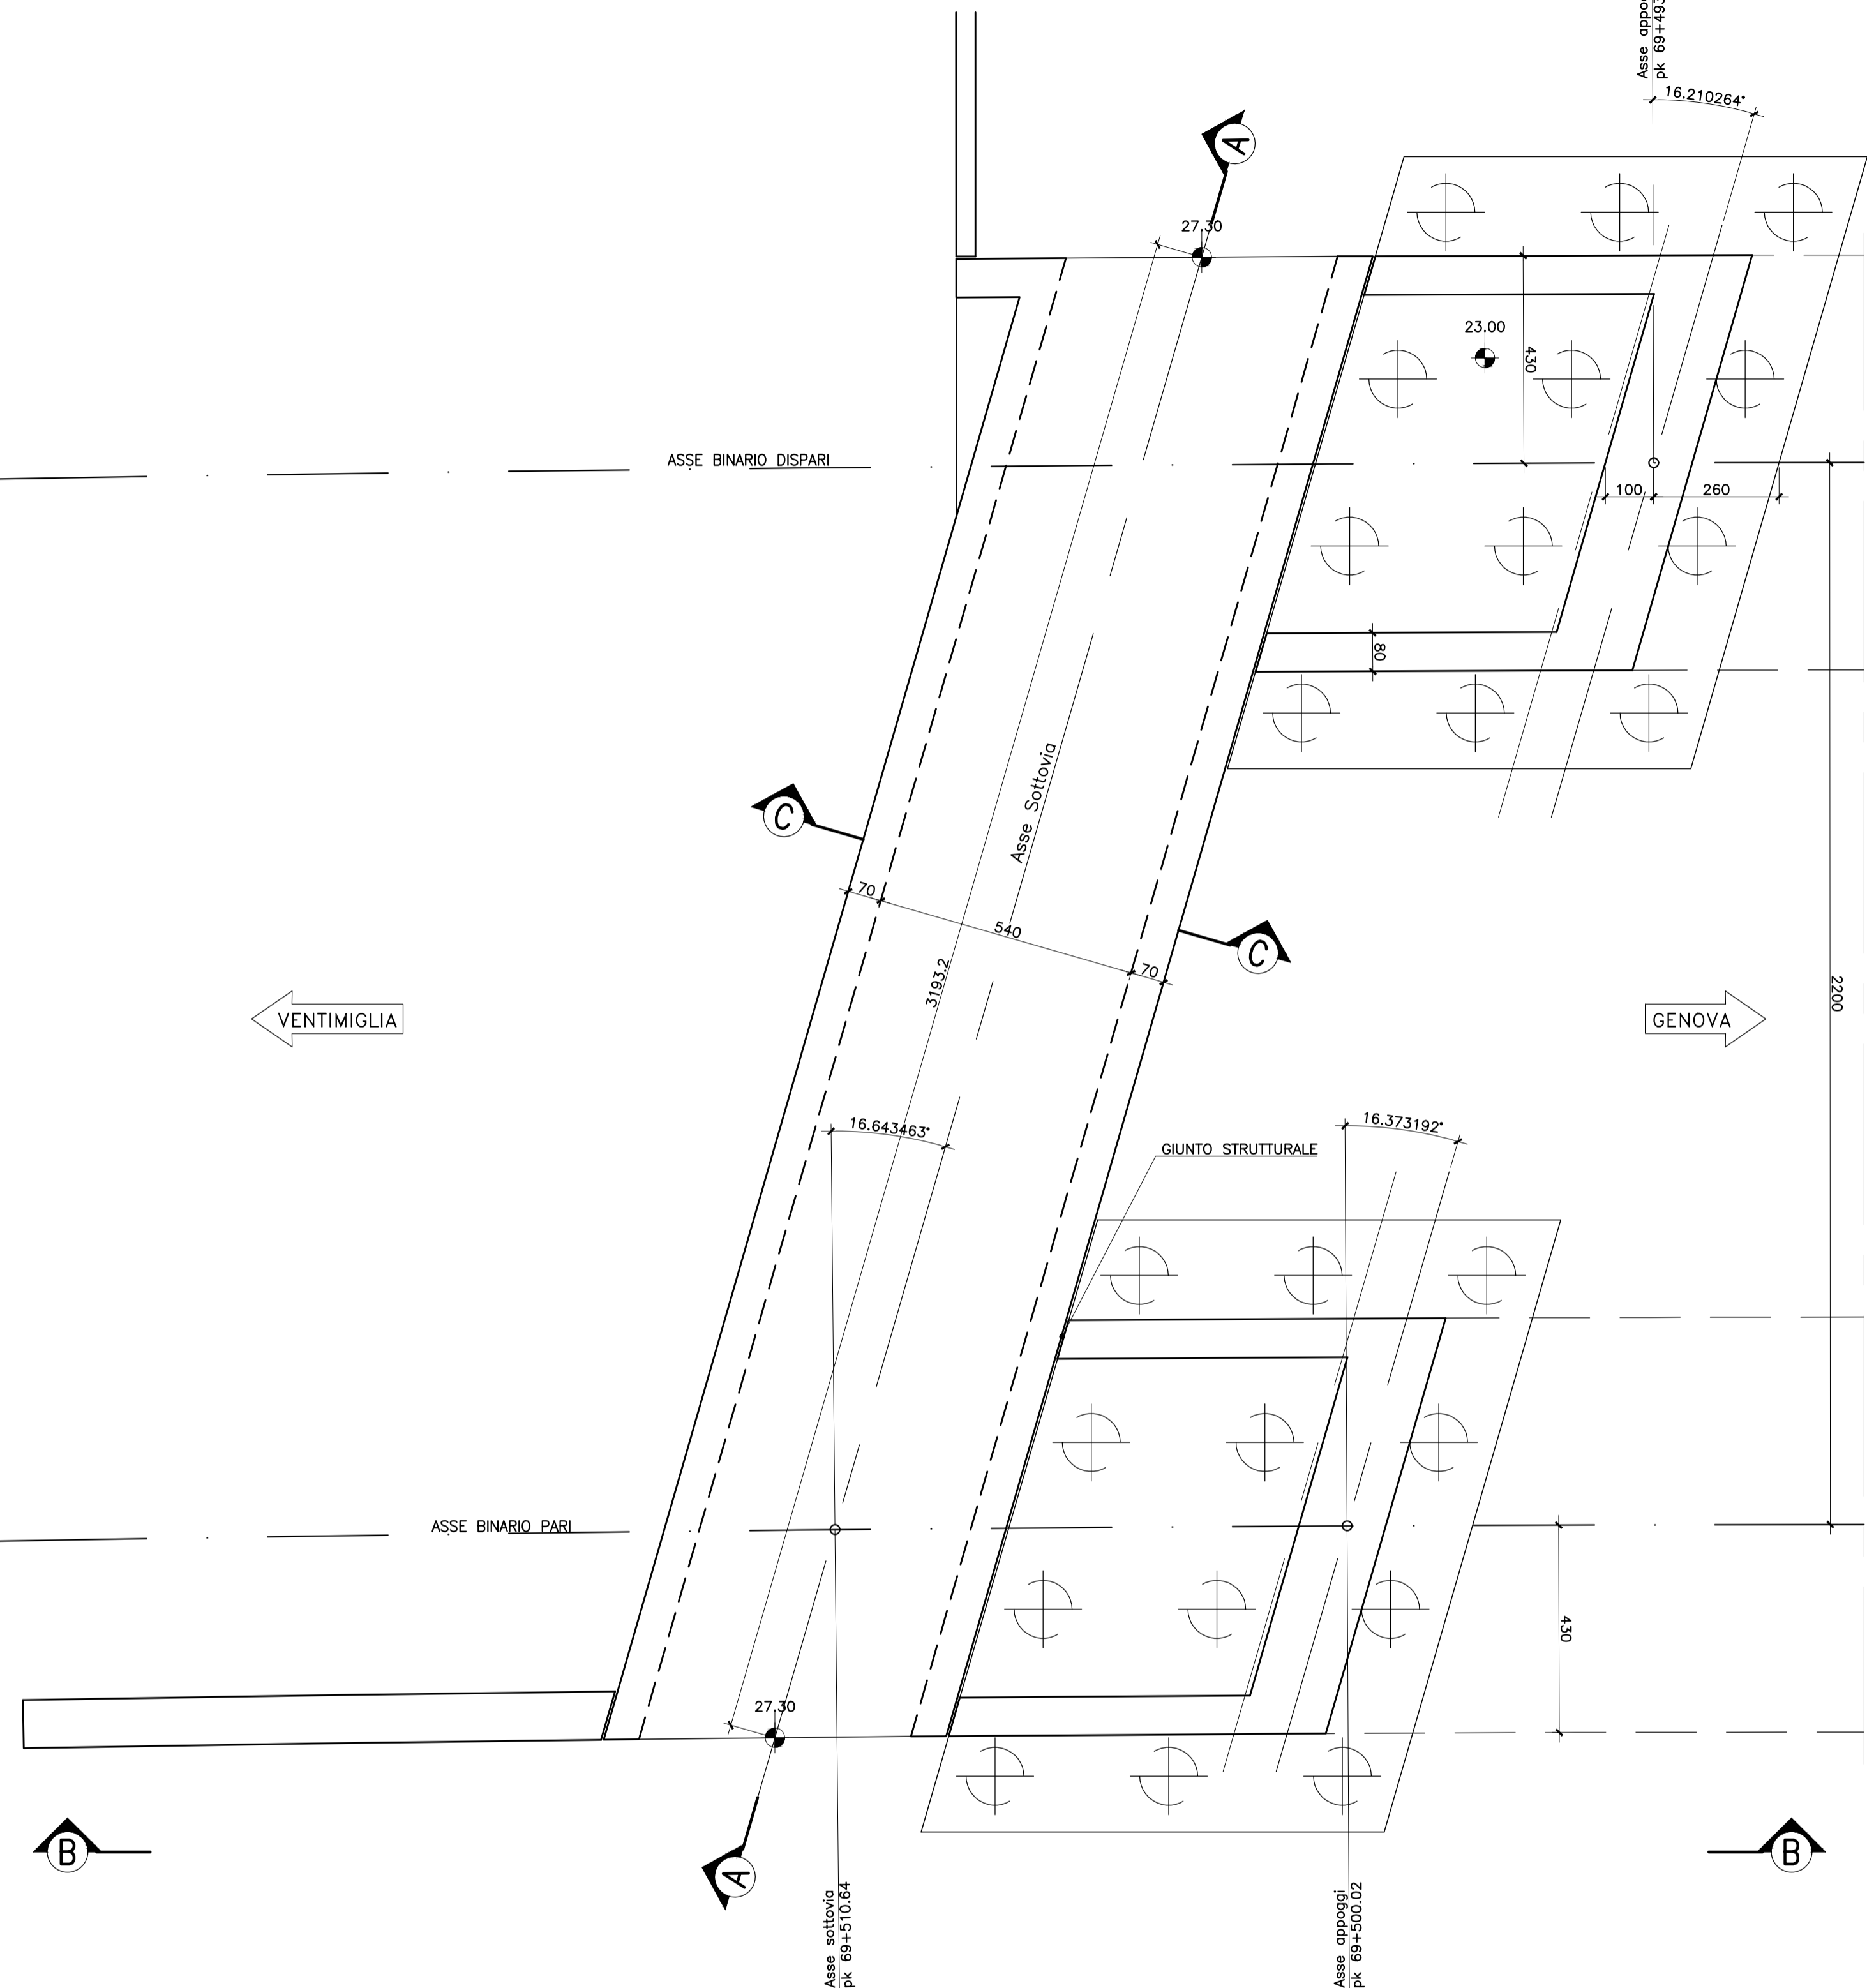 Asse appog
pk 69+493
16.210264°
A
27.30
23.00
430
ASSE BINARIO DISPARI
100
260
80
Asse Sottovia
C
70
540
70
C
3193.2
2200
VENTIMIGLIA
GENOVA
16.643463°
16.373192°
GIUNTO STRUTTURALE
ASSE BINARIO PARI
430
27.30
B
A
B
Asse sottovia
pk 69+510.64
Asse appoggi
pk 69+500.02